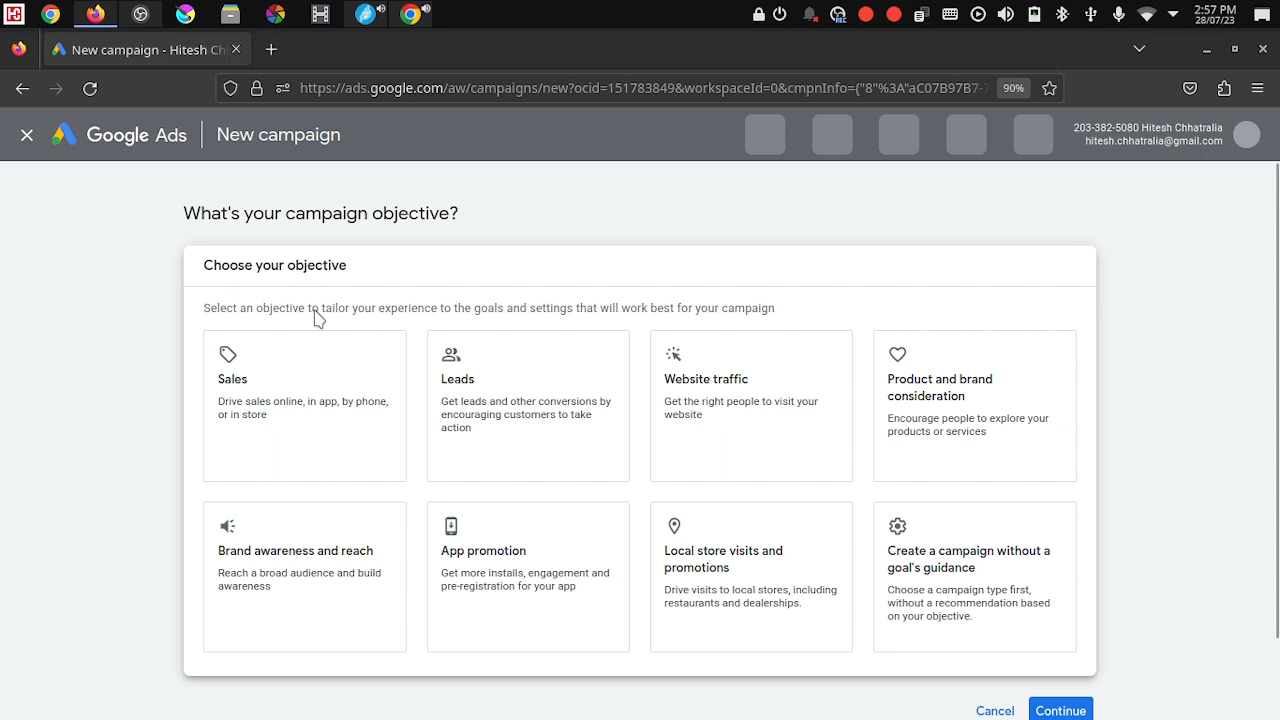 2:57 PM
28/07/23
New campaign - Hitesh Ch
https://ads.google.com/aw/campaigns/new?ocid=151783849&workspaceId=0&cmpnInfo={"8"%3A"aC07B97B7-
90%
Google Ads
New campaign
203-382-5080 Hitesh Chhatralia
hitesh.chhatralia@gmail.com
What's your campaign objective?
Choose your objective
Select an objective to tailor your experience to the goals and settings that will work best for your campaign
Sales
Drive sales online, in app, by phone,
or in store
Leads
Get leads and other conversions by
encouraging customers to take
action
Website traffic
Get the right people to visit your
website
Product and brand
consideration
Encourage people to explore your
products or services
Brand awareness and reach
Reach a broad audience and build
awareness
App promotion
Get more installs, engagement and
pre-registration for your app
Local store visits and
promotions
Drive visits to local stores, including
restaurants and dealerships.
Create a campaign without a
goal's guidance
Choose a campaign type first,
without a recommendation based
on your objective.
Cancel
Continue